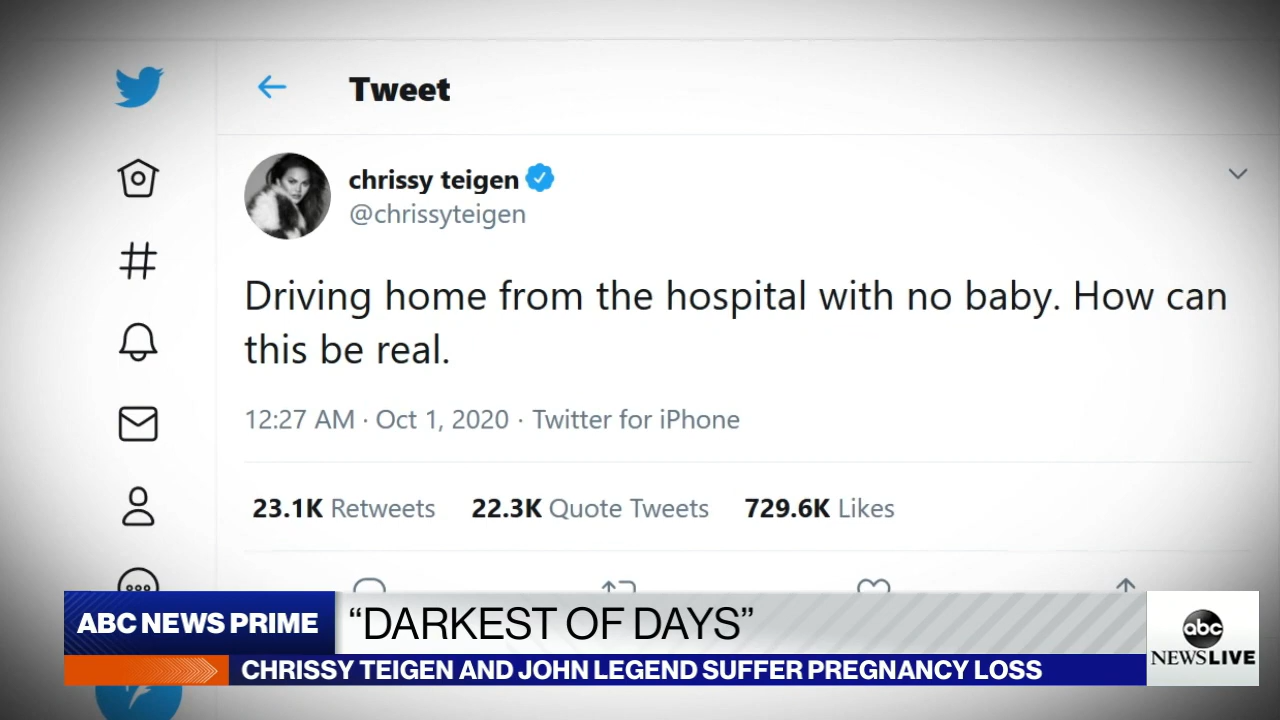 Tweet
chrissy teigen
@chrissyteigen
Driving home from the hospital with no baby. How can
this be real.
12:27 AM · Oct 1, 2020 · Twitter for iPhone
23.1K Retweets 22.3K Quote Tweets 729.6K Likes
ABC NEWS PRIME
“DARKEST OF DAYS”
CHRISSY TEIGEN AND JOHN LEGEND SUFFER PREGNANCY LOSS
abc
NEWSLIVE